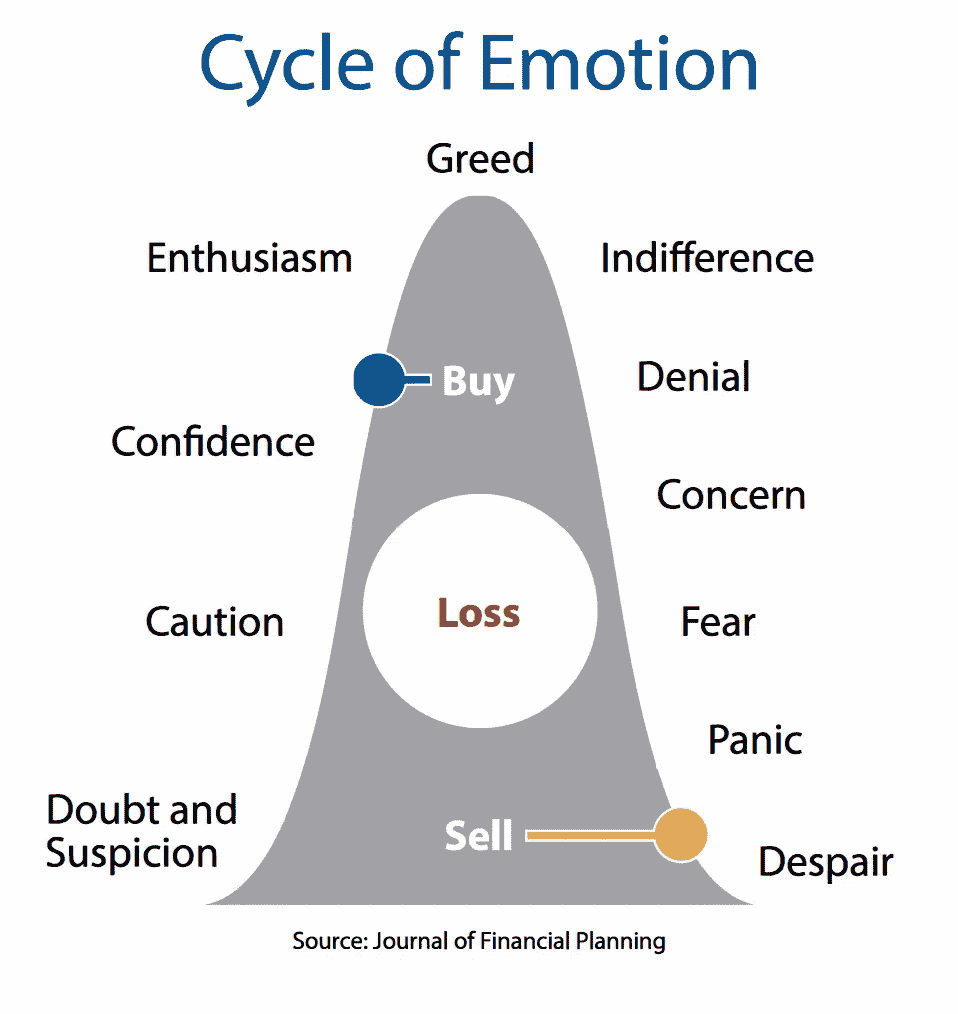 Cycle of Emotion
Greed
Enthusiasm
Indifference
Buy
Denial
Confidence
Concern
Loss
Caution
Fear
Panic
Doubt and
Suspicion
Sell
Despair
Source: Journal of Financial Planning